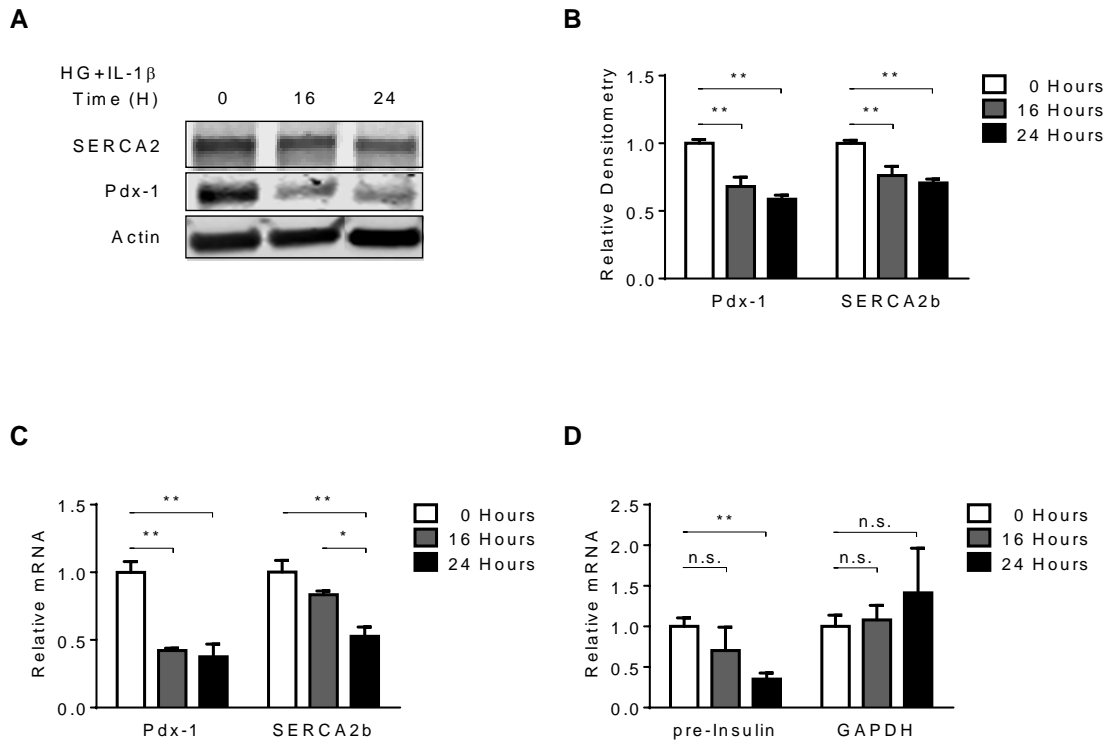 A
HG+IL-1β
Time (H) 0 16 24
SERCA2
Pdx-1
Actin
B
Relative Densitometry
1.5
1.0
0.5
0.0
** **
** **
Pdx-1 SERCA2b
0 Hours
16 Hours
24 Hours
C
Relative mRNA
1.5
1.0
0.5
0.0
** **
** *
Pdx-1 SERCA2b
0 Hours
16 Hours
24 Hours
D
Relative mRNA
2.5
2.0
1.5
1.0
0.5
0.0
** n.s.
n.s. n.s.
pre-Insulin GAPDH
0 Hours
16 Hours
24 Hours